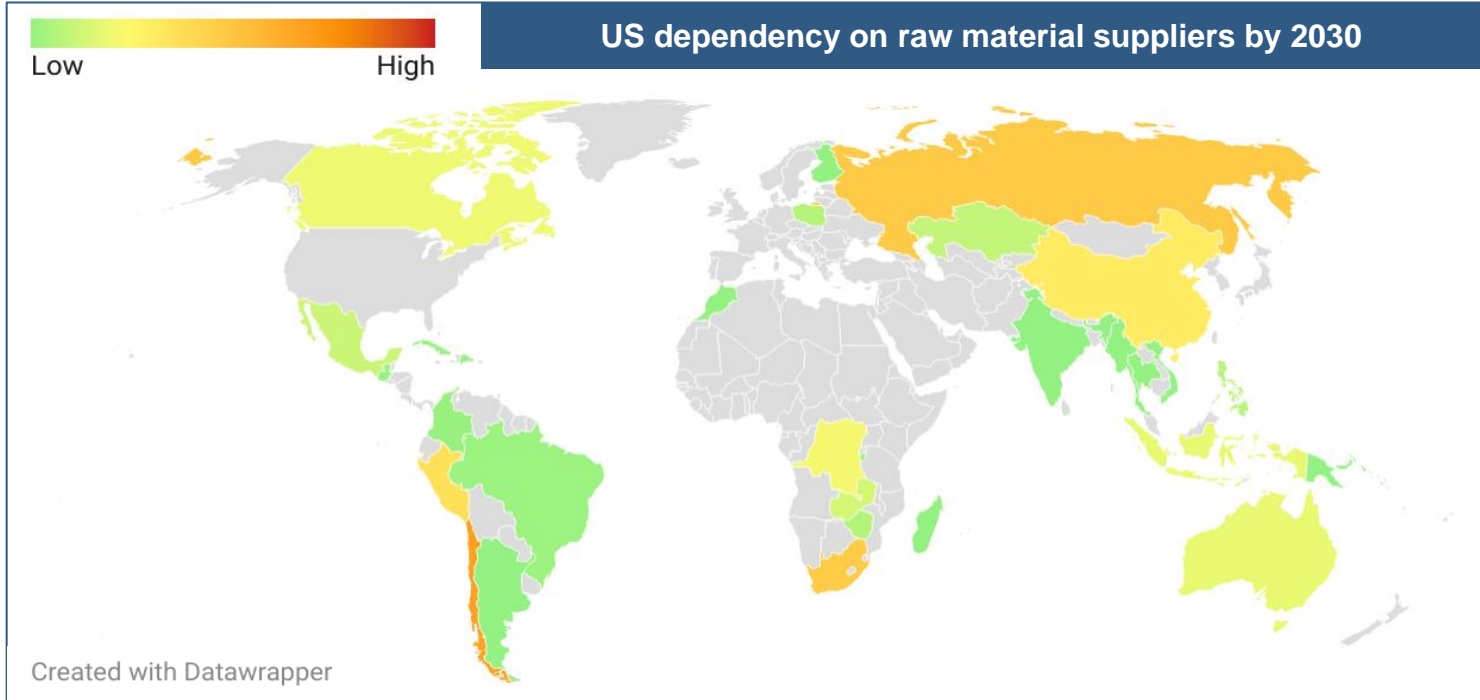 US dependency on raw material suppliers by 2030
Low
High
Created with Datawrapper